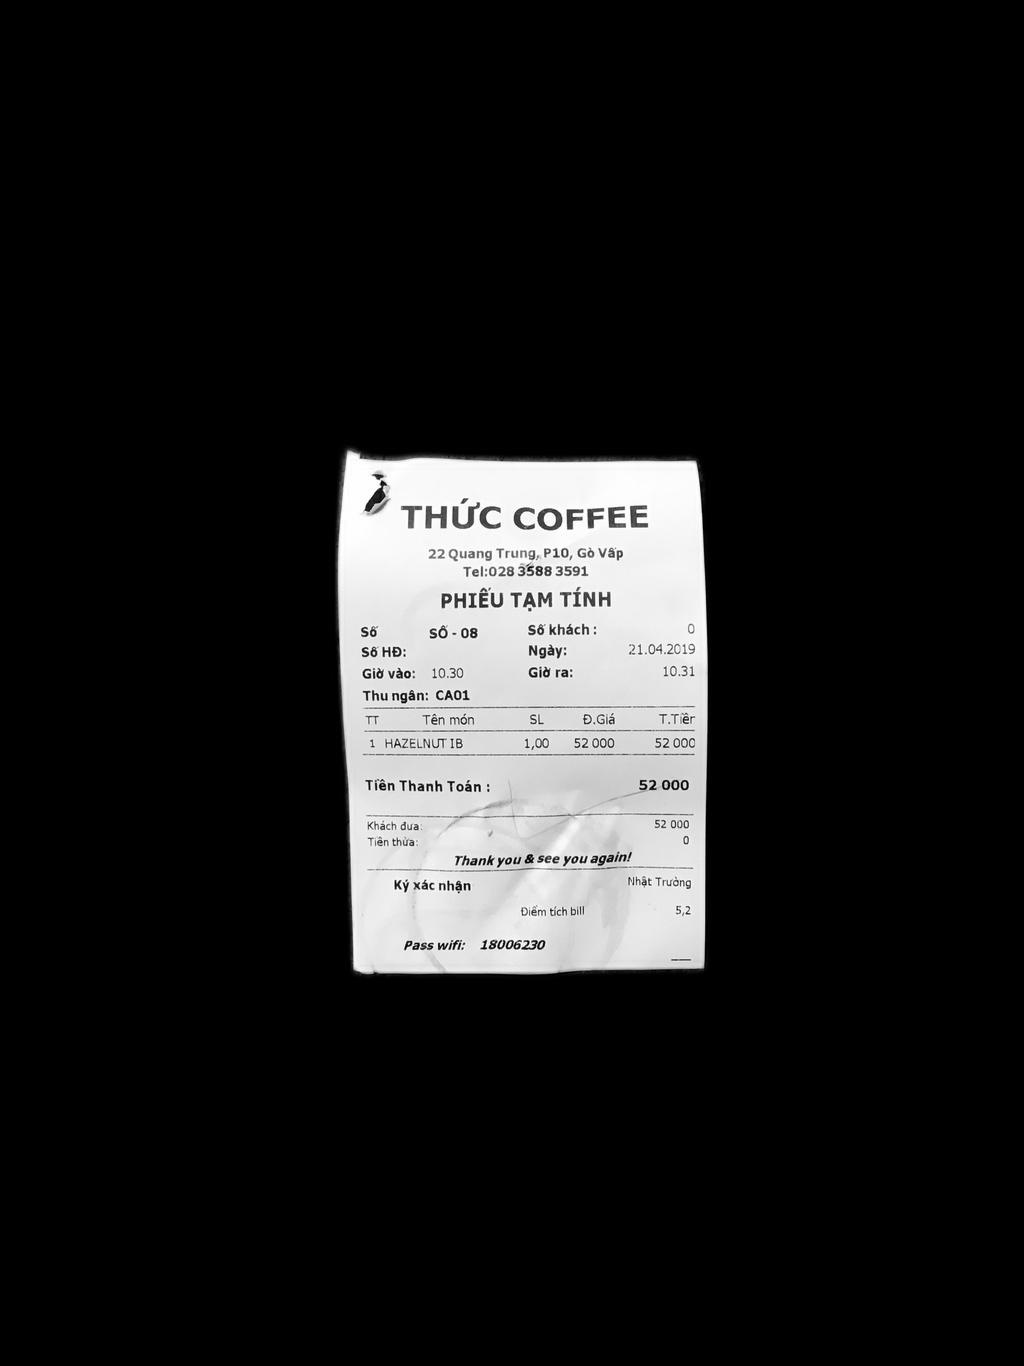 THỨC COFFEE
22 Quang Trung, P10, Gò Vấp
Tel:028 3588 3591
PHIẾU TẠM TÍNH
Số SỐ - 08 Số khách : 0
Số HĐ: Ngày: 21.04.2019
Giờ vào: 10.30 Giờ ra: 10.31
Thu ngân: CA01
TT Tên món SL Đ.Giá T.Tiền
1 HAZELNUT IB 1,00 52 000 52 000
Tiền Thanh Toán : 52 000
Khách đưa: 52 000
Tiền thừa: 0
Thank you & see you again!
Ký xác nhận Nhật Trường
Điểm tích bill 5,2
Pass wifi: 18006230